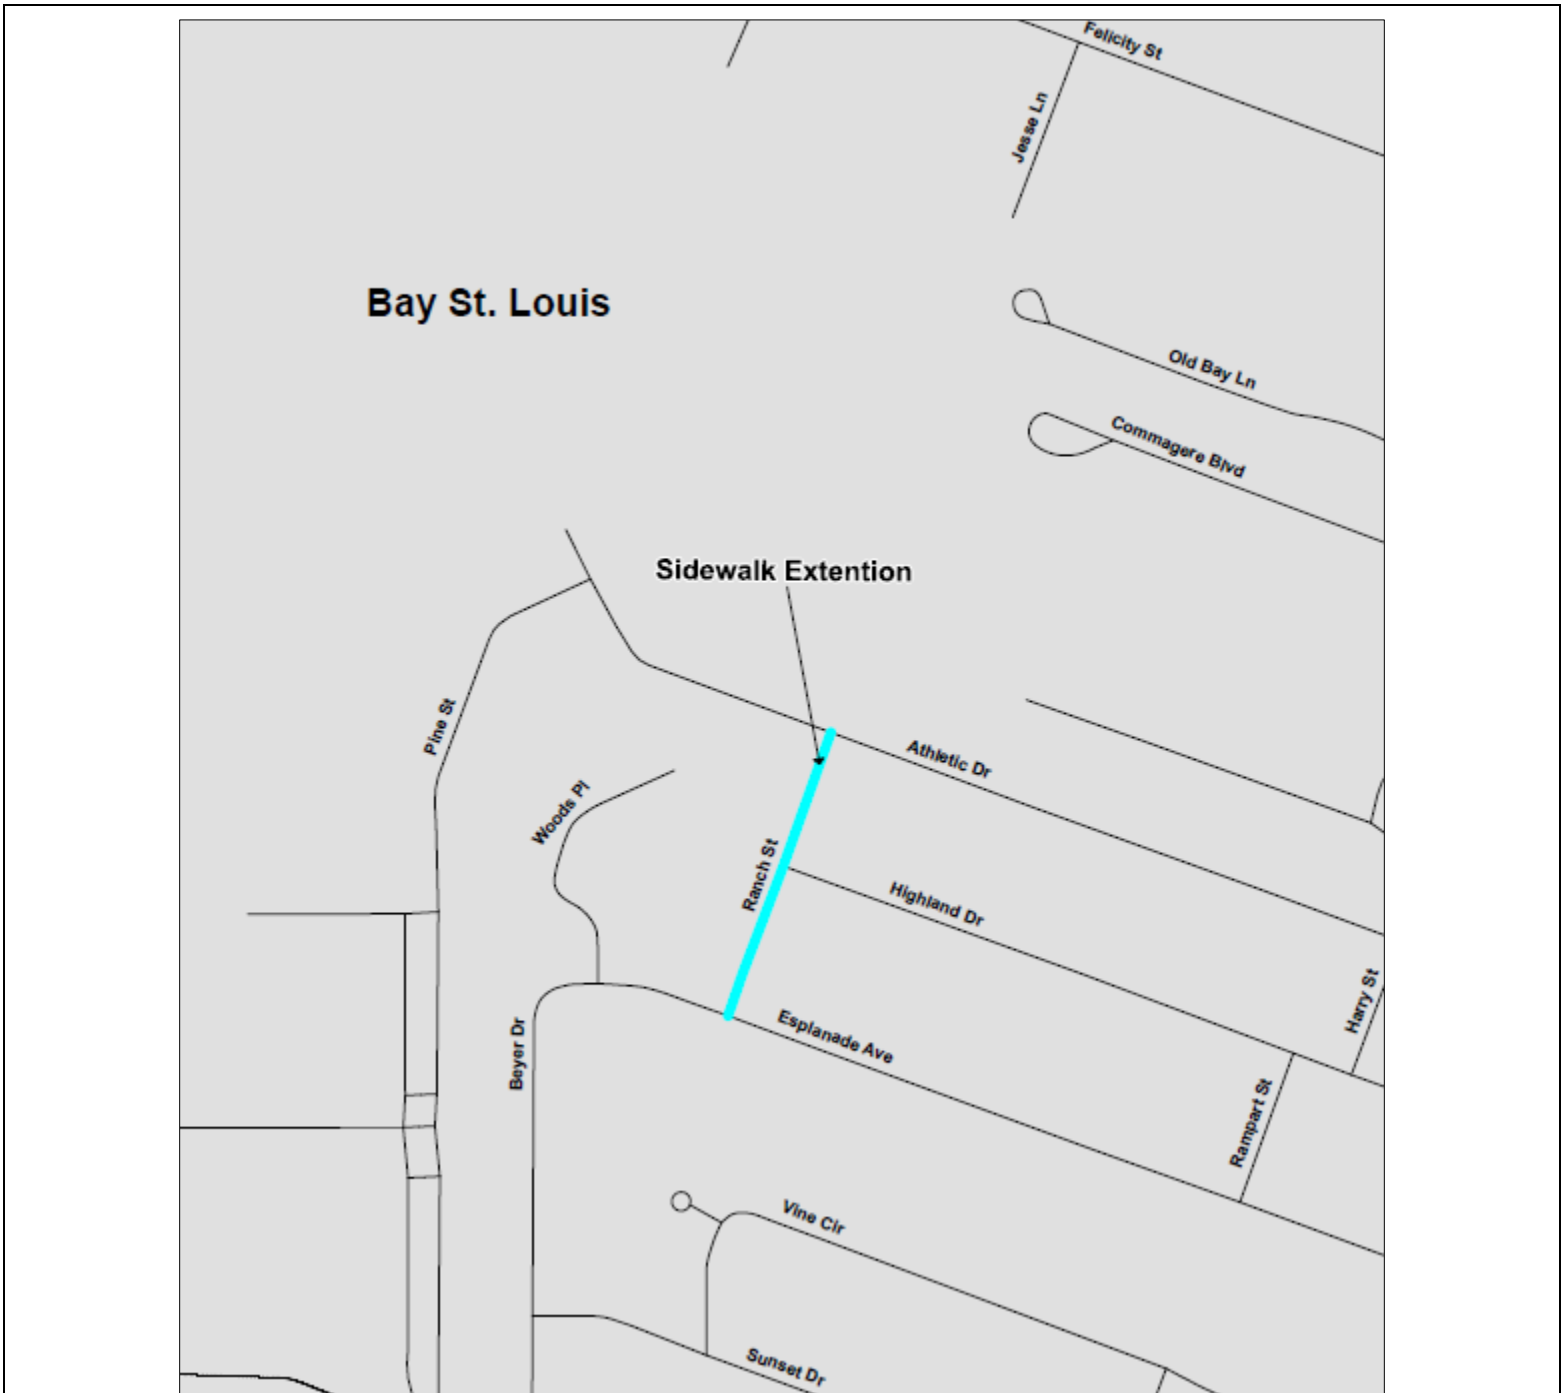 Felicity St
Jesse Ln
Bay St. Louis
Old Bay Ln
Commagere Blvd
Sidewalk Extention
Pine St
Athletic Dr
Woods Pl
Ranch St
Highland Dr
Harry St
Esplanade Ave
Beyer Dr
Rampart St
Vine Cir
Sunset Dr